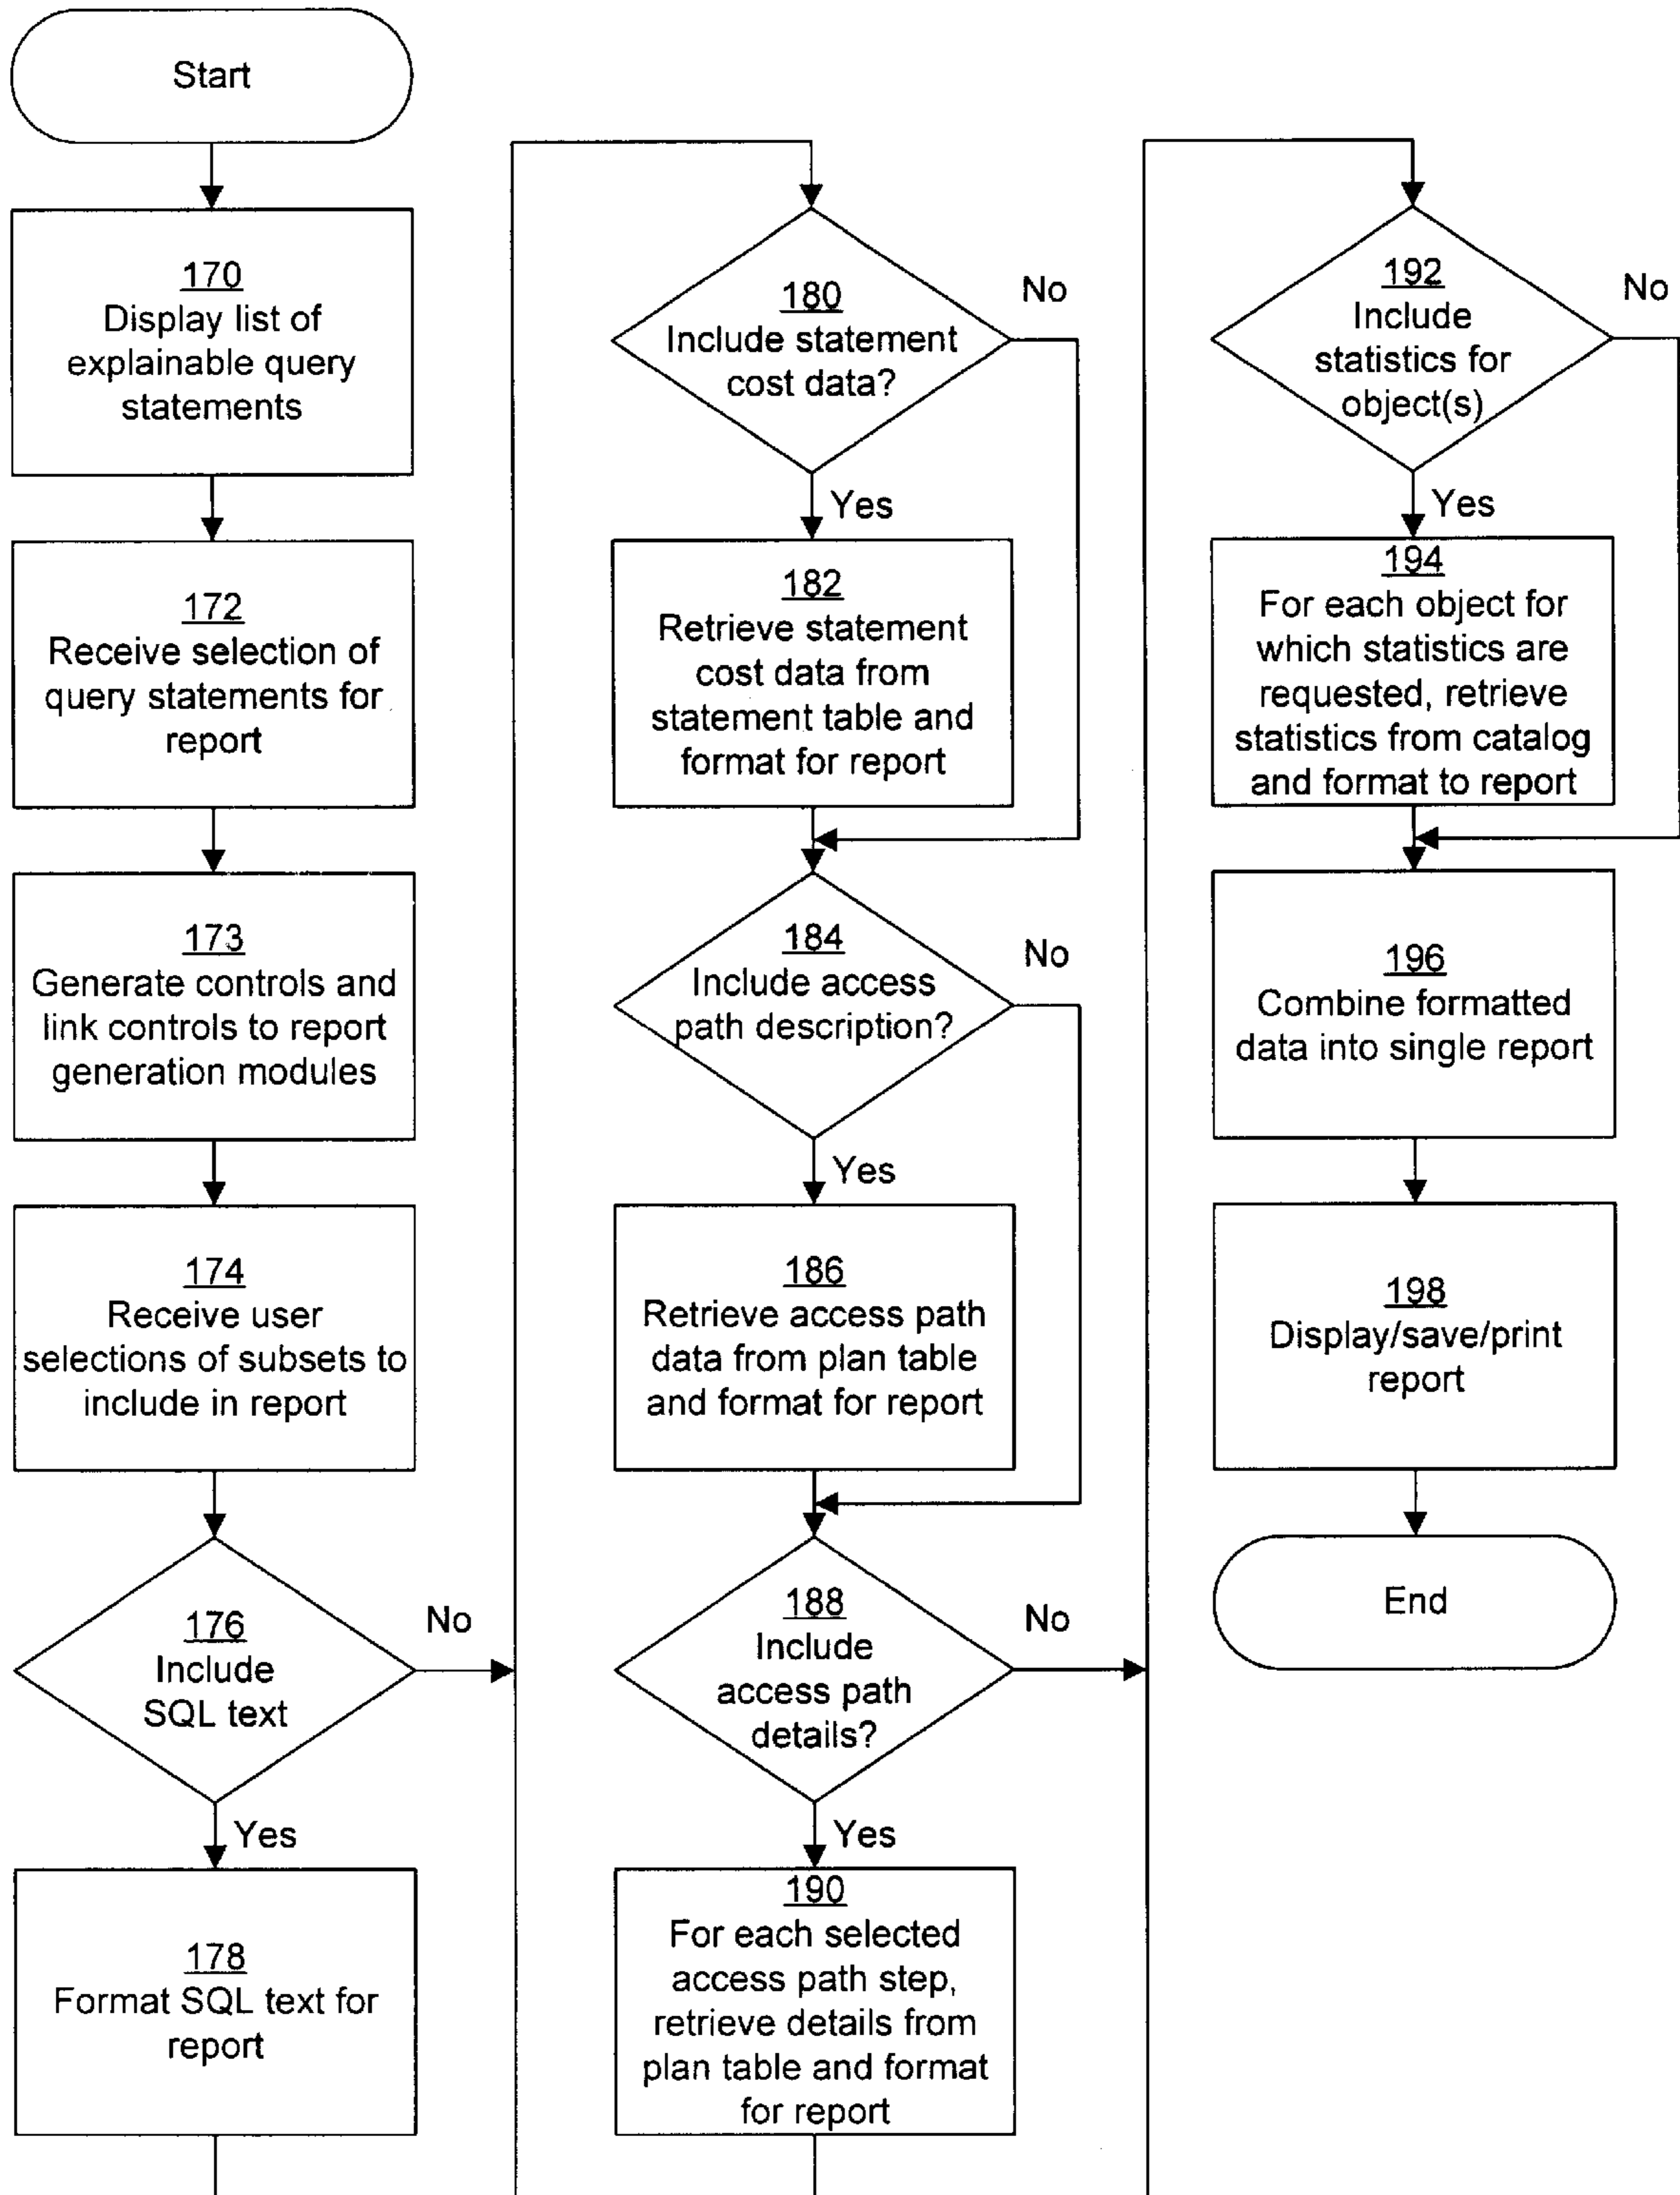 Start
170
Display list of
explainable query
statements
172
Receive selection of
query statements for
report
173
Generate controls and
link controls to report
generation modules
174
Receive user
selections of subsets to
include in report
176
Include
SQL text
No
Yes
178
Format SQL text for
report
180
Include statement
cost data?
No
Yes
182
Retrieve statement
cost data from
statement table and
format for report
184
Include access
path description?
No
Yes
186
Retrieve access path
data from plan table
and format for report
188
Include
access path
details?
No
Yes
190
For each selected
access path step,
retrieve details from
plan table and format
for report
192
Include
statistics for
object(s)
No
Yes
194
For each object for
which statistics are
requested, retrieve
statistics from catalog
and format to report
196
Combine formatted
data into single report
198
Display/save/print
report
End